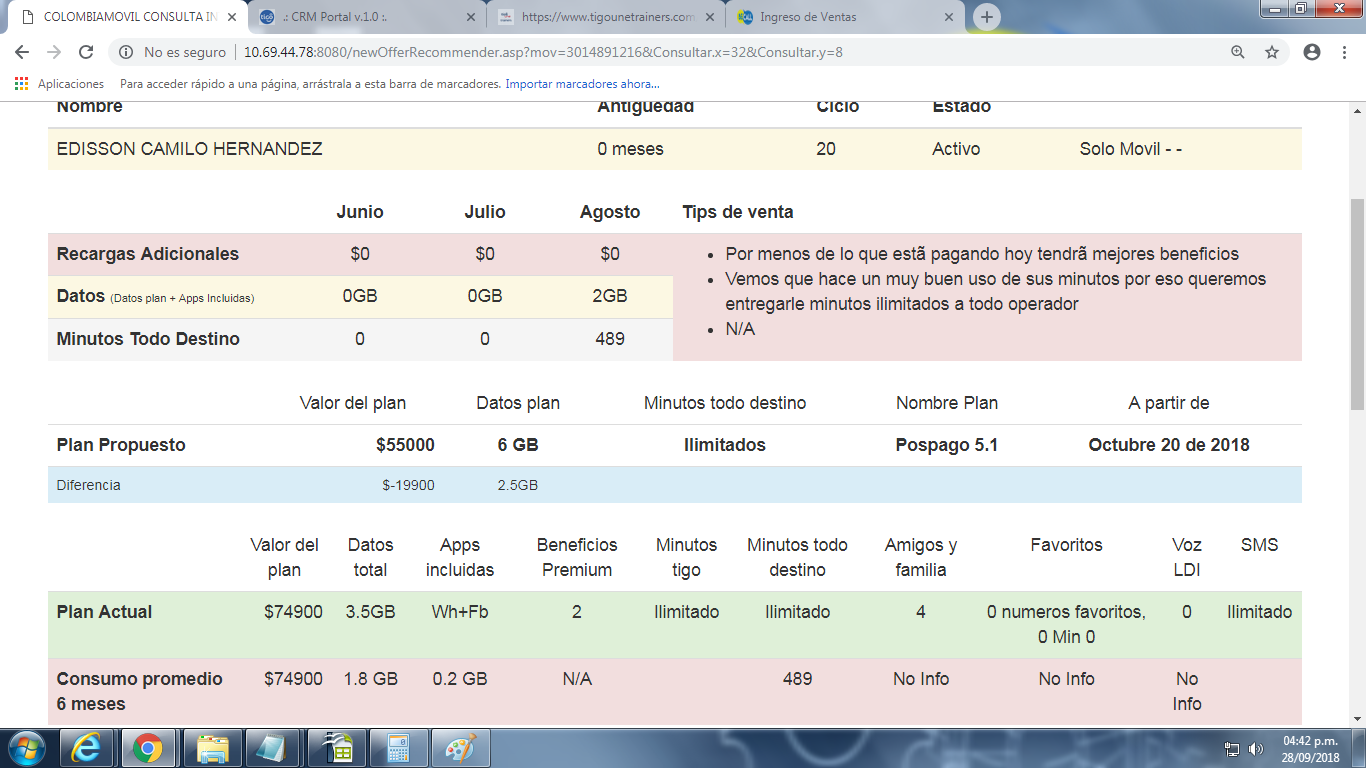 COLOMBIAMOVIL CONSULTA IN
.: CRM Portal v.1.0 :.
https://www.tigounetrainers.com
Ingreso de Ventas
No es seguro
10.69.44.78:8080/newOfferRecommender.asp?mov=3014891216&Consultar.x=32&Consultar.y=8
Aplicaciones Para acceder rápido a una página, arrástrala a esta barra de marcadores. Importar marcadores ahora...
Nombre Antigüedad Ciclo Estado
EDISSON CAMILO HERNANDEZ 0 meses 20 Activo Solo Movil - -
Junio Julio Agosto Tips de venta
Recargas Adicionales $0 $0 $0
Datos (Datos plan + Apps Incluidas) 0GB 0GB 2GB
Minutos Todo Destino 0 0 489
Por menos de lo que estã pagando hoy tendrã mejores beneficios
Vemos que hace un muy buen uso de sus minutos por eso queremos
entregarle minutos ilimitados a todo operador
N/A
Valor del plan Datos plan Minutos todo destino Nombre Plan A partir de
Plan Propuesto $55000 6 GB Ilimitados Pospago 5.1 Octubre 20 de 2018
Diferencia $-19900 2.5GB
Valor del Datos Apps Beneficios Minutos Minutos todo Amigos y Favoritos Voz SMS
plan total incluidas Premium tigo destino familia LDI
Plan Actual $74900 3.5GB Wh+Fb 2 Ilimitado Ilimitado 4 0 numeros favoritos, 0 Ilimitado
0 Min 0
Consumo promedio $74900 1.8 GB 0.2 GB N/A 489 No Info No Info No
6 meses Info
04:42 p.m.
28/09/2018